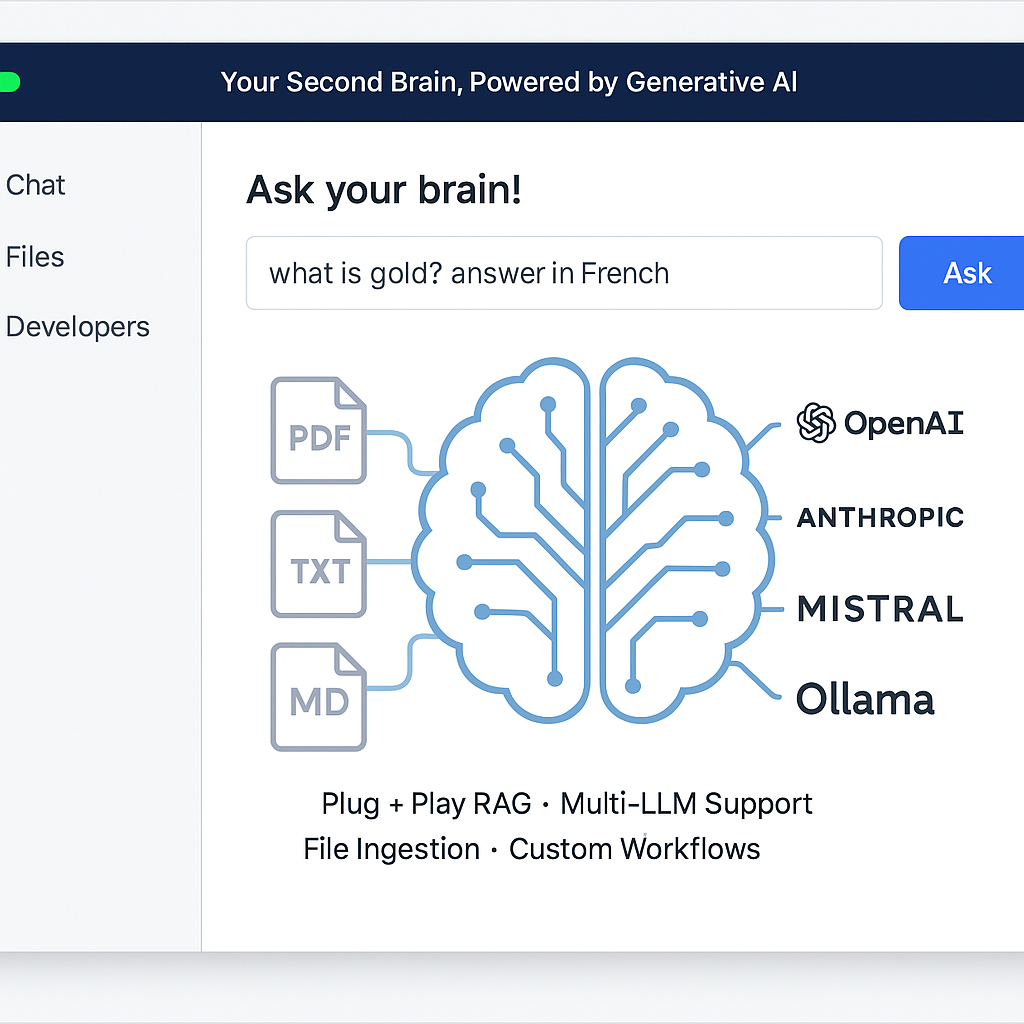 Your Second Brain, Powered by Generative AI
Chat
Files
Developers
Ask your brain!
what is gold? answer in French
Ask
PDF
TXT
MD
OpenAI
ANTHROPIC
MISTRAL
Ollama
Plug + Play RAG · Multi-LLM Support
File Ingestion · Custom Workflows